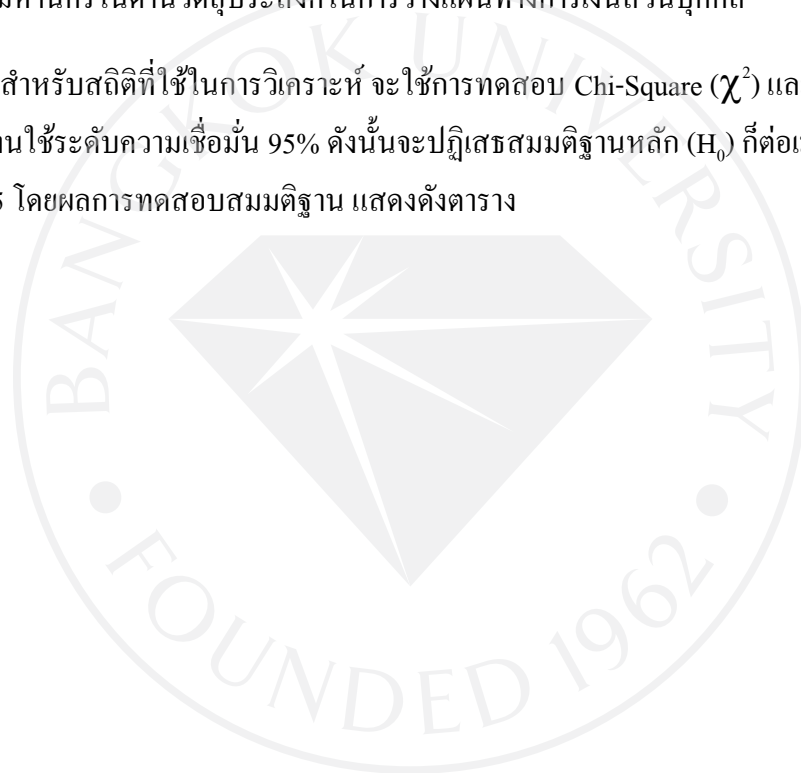 สำหรับสถิติที่ใช้ในการวิเคราะห์ จะใช้การทดสอบ Chi-Square (χ²) และ
ใช้ระดับความเชื่อมั่น 95% ดังนั้นจะปฏิเสธสมมติฐานหลัก (H₀) ก็ต่อ
โดยผลการทดสอบสมมติฐาน แสดงดังตาราง
BANGKOK UNIVERSITY
FOUNDED 1962